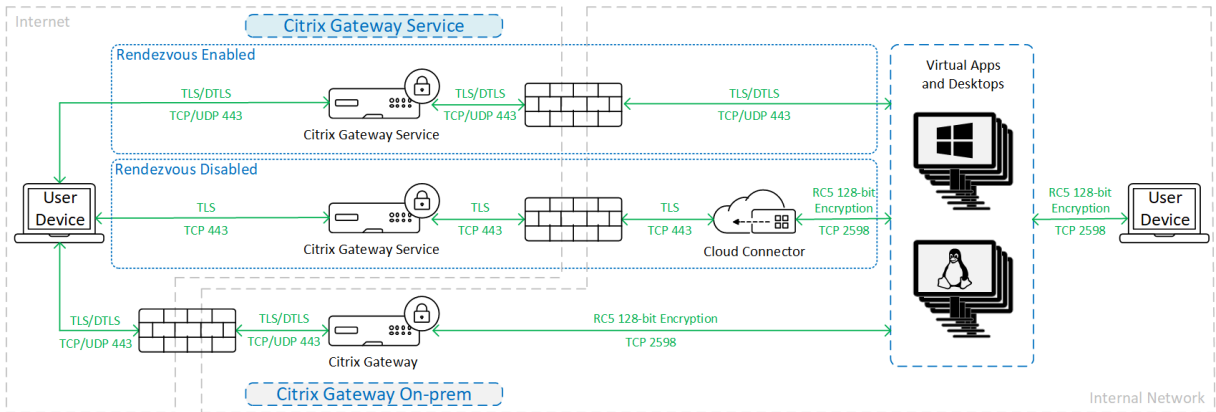 Internet
Citrix Gateway Service
Rendezvous Enabled
TLS/DTLS
TCP/UDP 443
Citrix Gateway Service
TLS/DTLS
TCP/UDP 443
TLS/DTLS
TCP/UDP 443
Virtual Apps
and Desktops
Rendezvous Disabled
User
Device
TLS
TCP 443
Citrix Gateway Service
TLS
TCP 443
TLS
TCP 443
Cloud Connector
RC5 128-bit
Encryption
TCP 2598
RC5 128-bit
Encryption
TCP 2598
User
Device
TLS/DTLS
TCP/UDP 443
TLS/DTLS
TCP/UDP 443
Citrix Gateway
RC5 128-bit Encryption
TCP 2598
Citrix Gateway On-prem
Internal Network